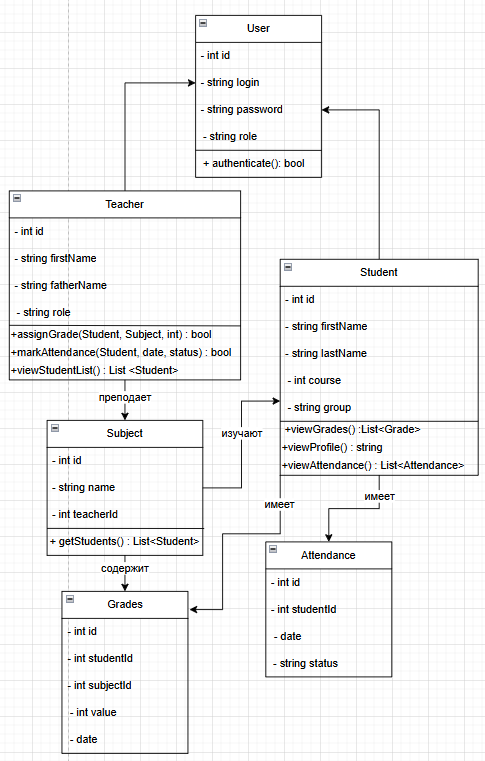 User
- int id
- string login
- string password
- string role
+ authenticate(): bool
Teacher
- int id
- string firstName
- string fatherName
- string role
+assignGrade(Student, Subject, int) : bool
+markAttendance(Student, date, status) : bool
+viewStudentList() : List <Student>
Student
- int id
- string firstName
- string lastName
- int course
- string group
+viewGrades() :List<Grade>
+viewProfile() : string
+viewAttendance() : List<Attendance>
преподает
Subject
- int id
- string name
- int teacherId
+ getStudents() : List<Student>
изучают
имеет
имеет
содержит
Attendance
- int id
- int studentId
- date
- string status
Grades
- int id
- int studentId
- int subjectId
- int value
- date